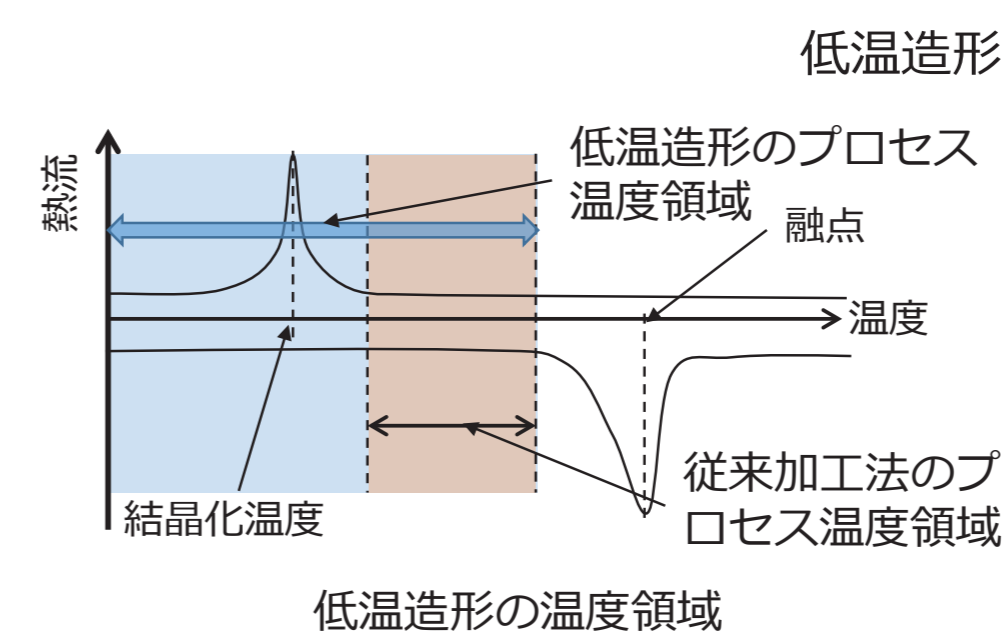 低温造形
低温造形のプロセス
温度領域
熱流
融点
温度
結晶化温度
従来加工法のプ
ロセス温度領域
低温造形の温度領域